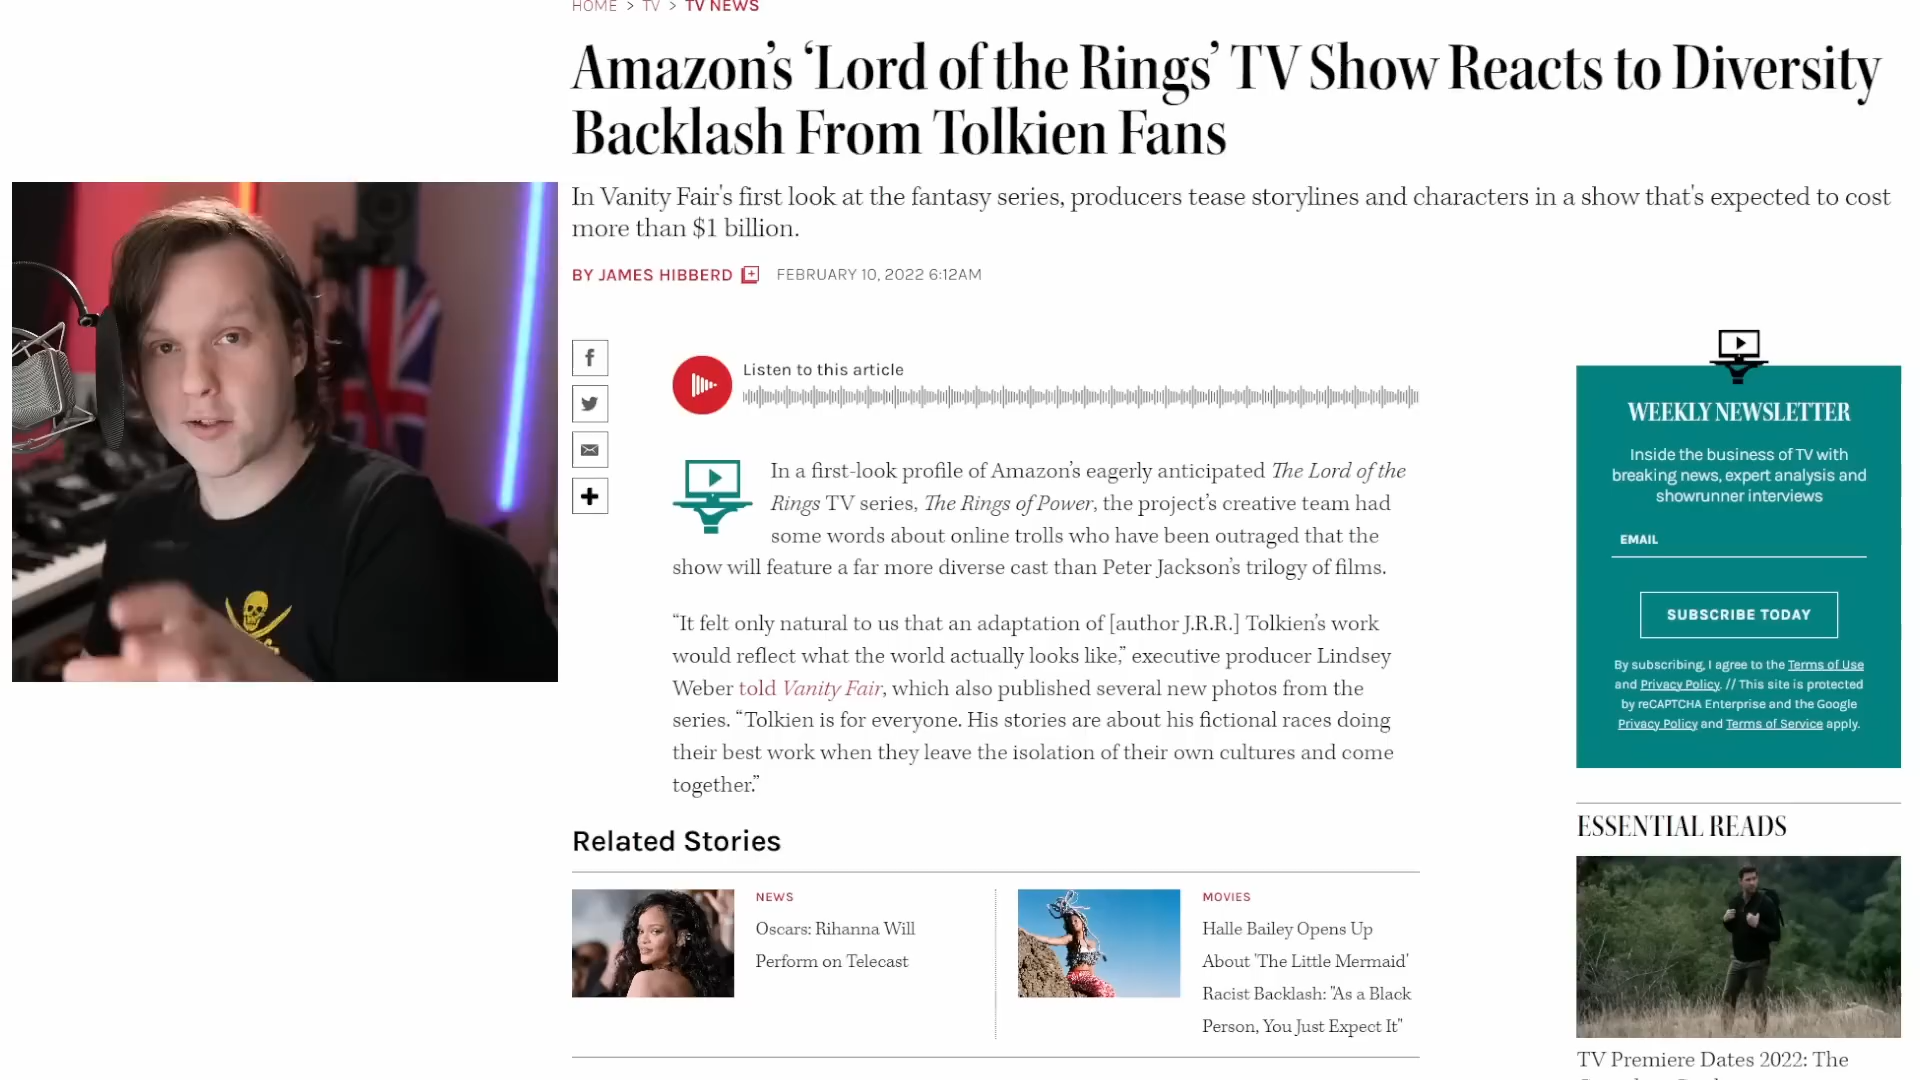 HOME > TV > TV NEWS
Amazon’s ‘Lord of the Rings’ TV Show Reacts to Diversity
Backlash From Tolkien Fans
In Vanity Fair's first look at the fantasy series, producers tease storylines and characters in a show that's expected to cost
more than $1 billion.
BY JAMES HIBBERD FEBRUARY 10, 2022 6:12AM
Listen to this article
In a first-look profile of Amazon’s eagerly anticipated The Lord of the
Rings TV series, The Rings of Power, the project’s creative team had
some words about online trolls who have been outraged that the
show will feature a far more diverse cast than Peter Jackson’s trilogy of films.
“It felt only natural to us that an adaptation of [author J.R.R.] Tolkien’s work
would reflect what the world actually looks like,” executive producer Lindsey
Weber told Vanity Fair, which also published several new photos from the
series. “Tolkien is for everyone. His stories are about his fictional races doing
their best work when they leave the isolation of their own cultures and come
together.”
Related Stories
NEWS
Oscars: Rihanna Will
Perform on Telecast
MOVIES
Halle Bailey Opens Up
About 'The Little Mermaid'
Racist Backlash: "As a Black
Person, You Just Expect It"
WEEKLY NEWSLETTER
Inside the business of TV with
breaking news, expert analysis and
showrunner interviews
EMAIL
SUBSCRIBE TODAY
By subscribing, I agree to the Terms of Use
and Privacy Policy. // This site is protected
by reCAPTCHA Enterprise and the Google
Privacy Policy and Terms of Service apply.
ESSENTIAL READS
TV Premiere Dates 2022: The